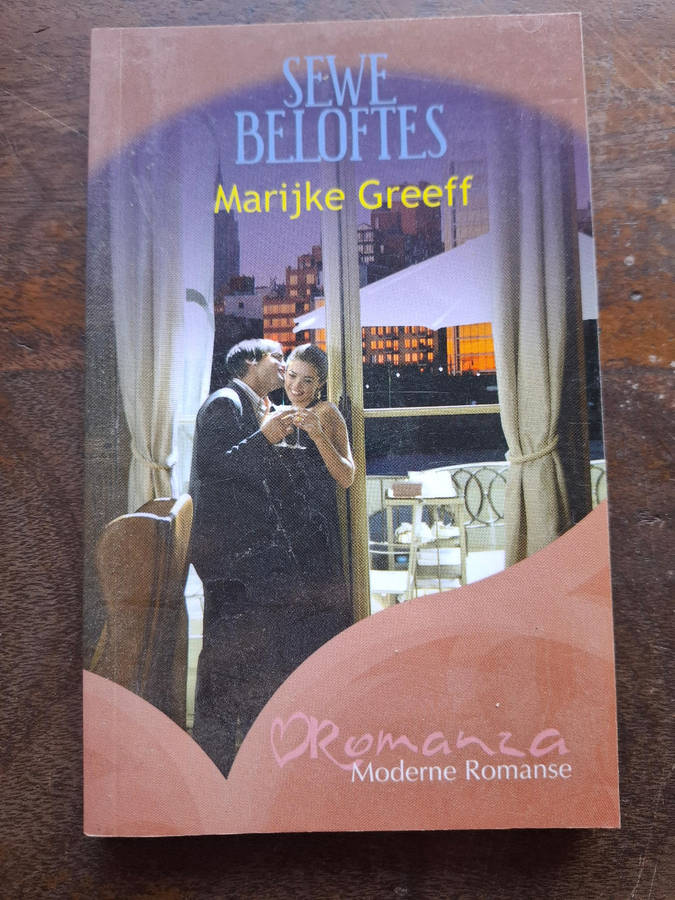 SEWE
BELOFTES
Marijke Greeff
Romanza
Moderne Romanse